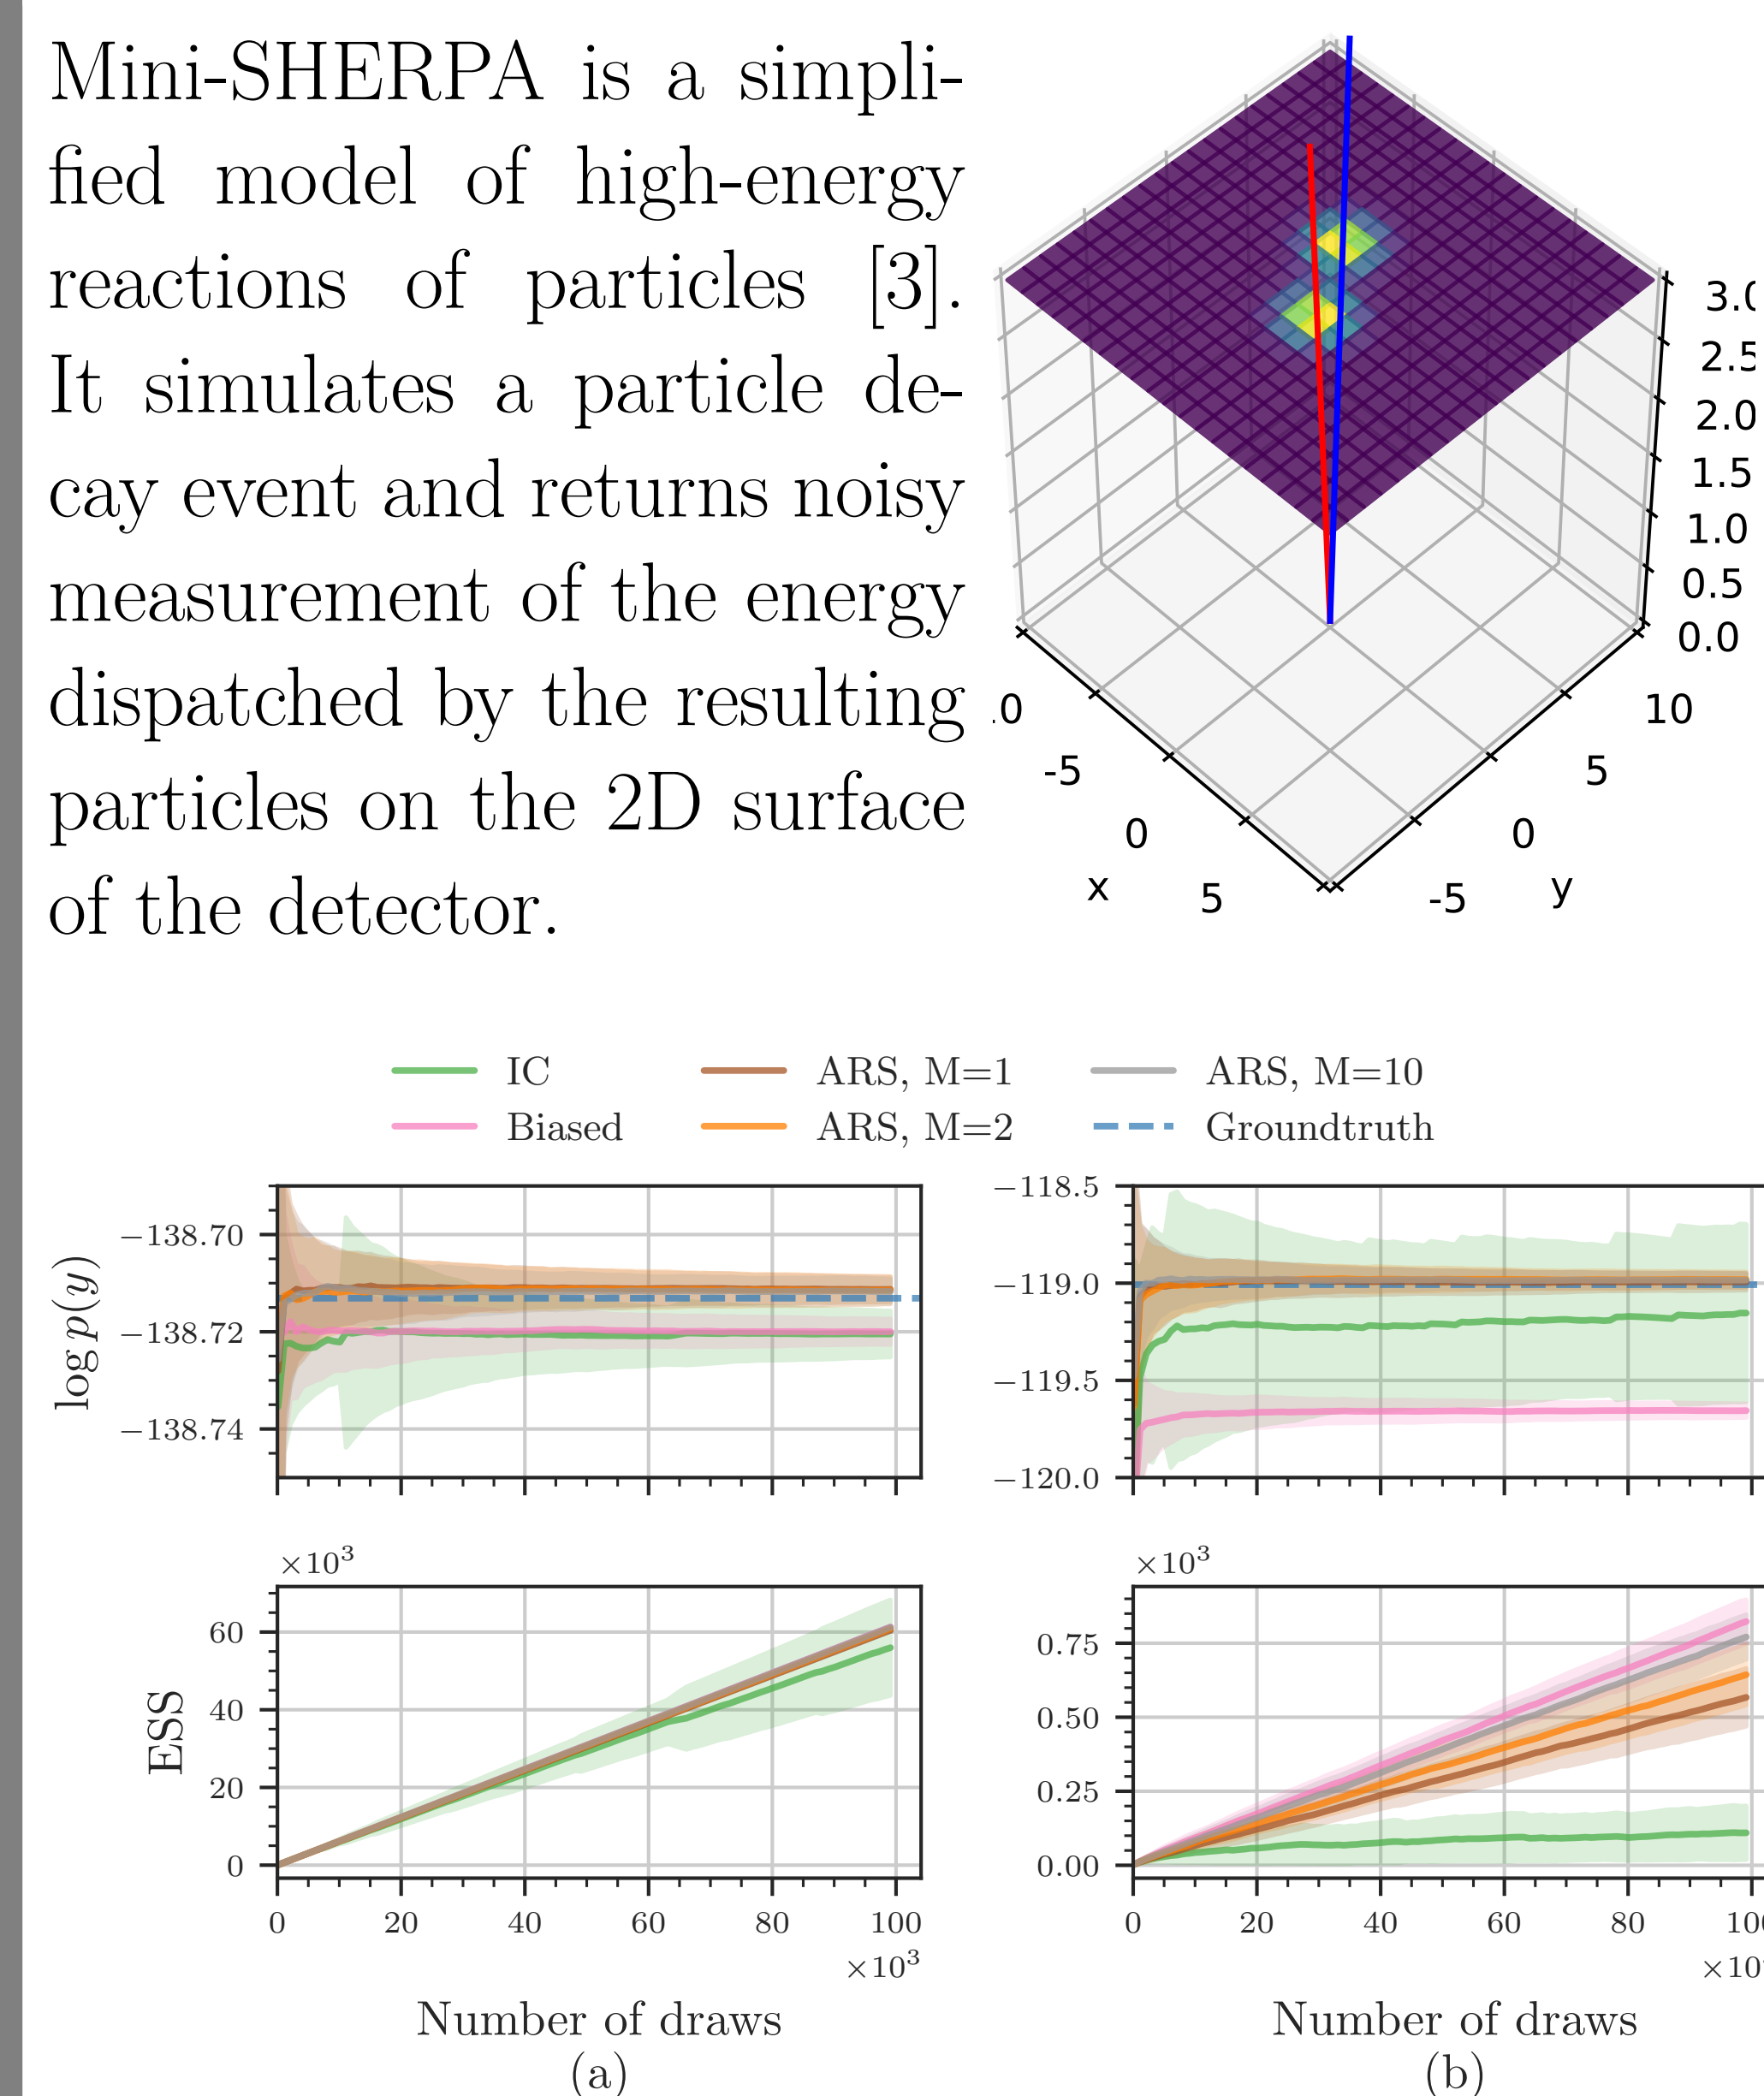 Mini-SHERPA is a simpli-
fied model of high-energy
reactions of particles [3].
It simulates a particle de-
cay event and returns noisy
measurement of the energy
dispatched by the resulting
particles on the 2D surface
of the detector.
3.0
2.5
2.0
1.5
1.0
0.5
0.0
.0
-5
0
5
x
10
5
0
-5
y
IC
ARS, M=1
ARS, M=10
Biased
ARS, M=2
Groundtruth
log p(y)
−138.70
−138.72
−138.74
−118.5
−119.0
−119.5
−120.0
×10³
ESS
60
40
20
0
0 20 40 60 80 100
×10³
Number of draws
(a)
×10³
0.75
0.50
0.25
0.00
0 20 40 60 80 100
×10
Number of draws
(b)